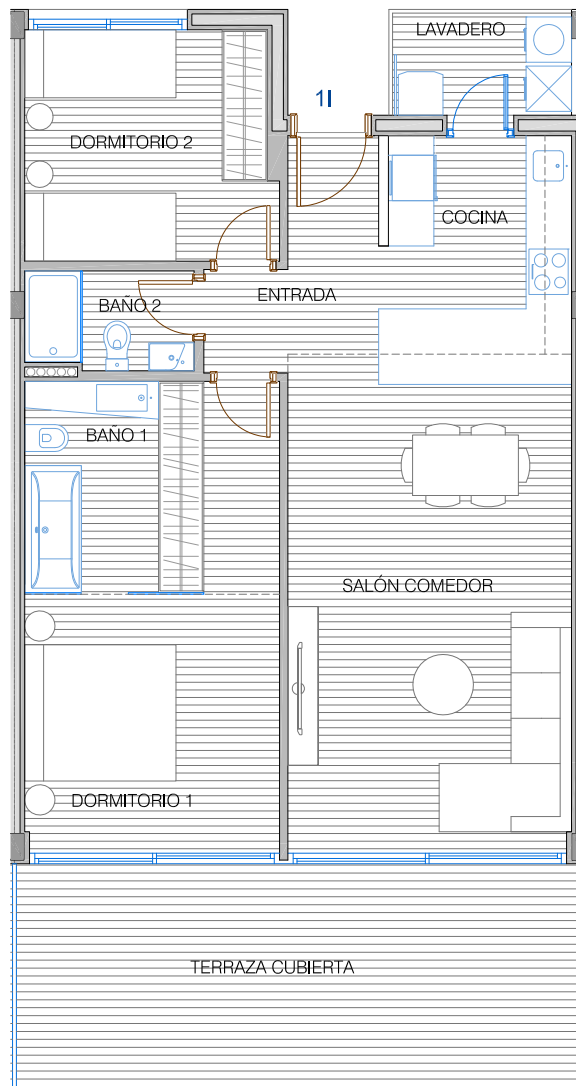 LAVADERO
1I
DORMITORIO 2
COCINA
ENTRADA
BAÑO 2
BAÑO 1
SALÓN COMEDOR
DORMITORIO 1
TERRAZA CUBIERTA